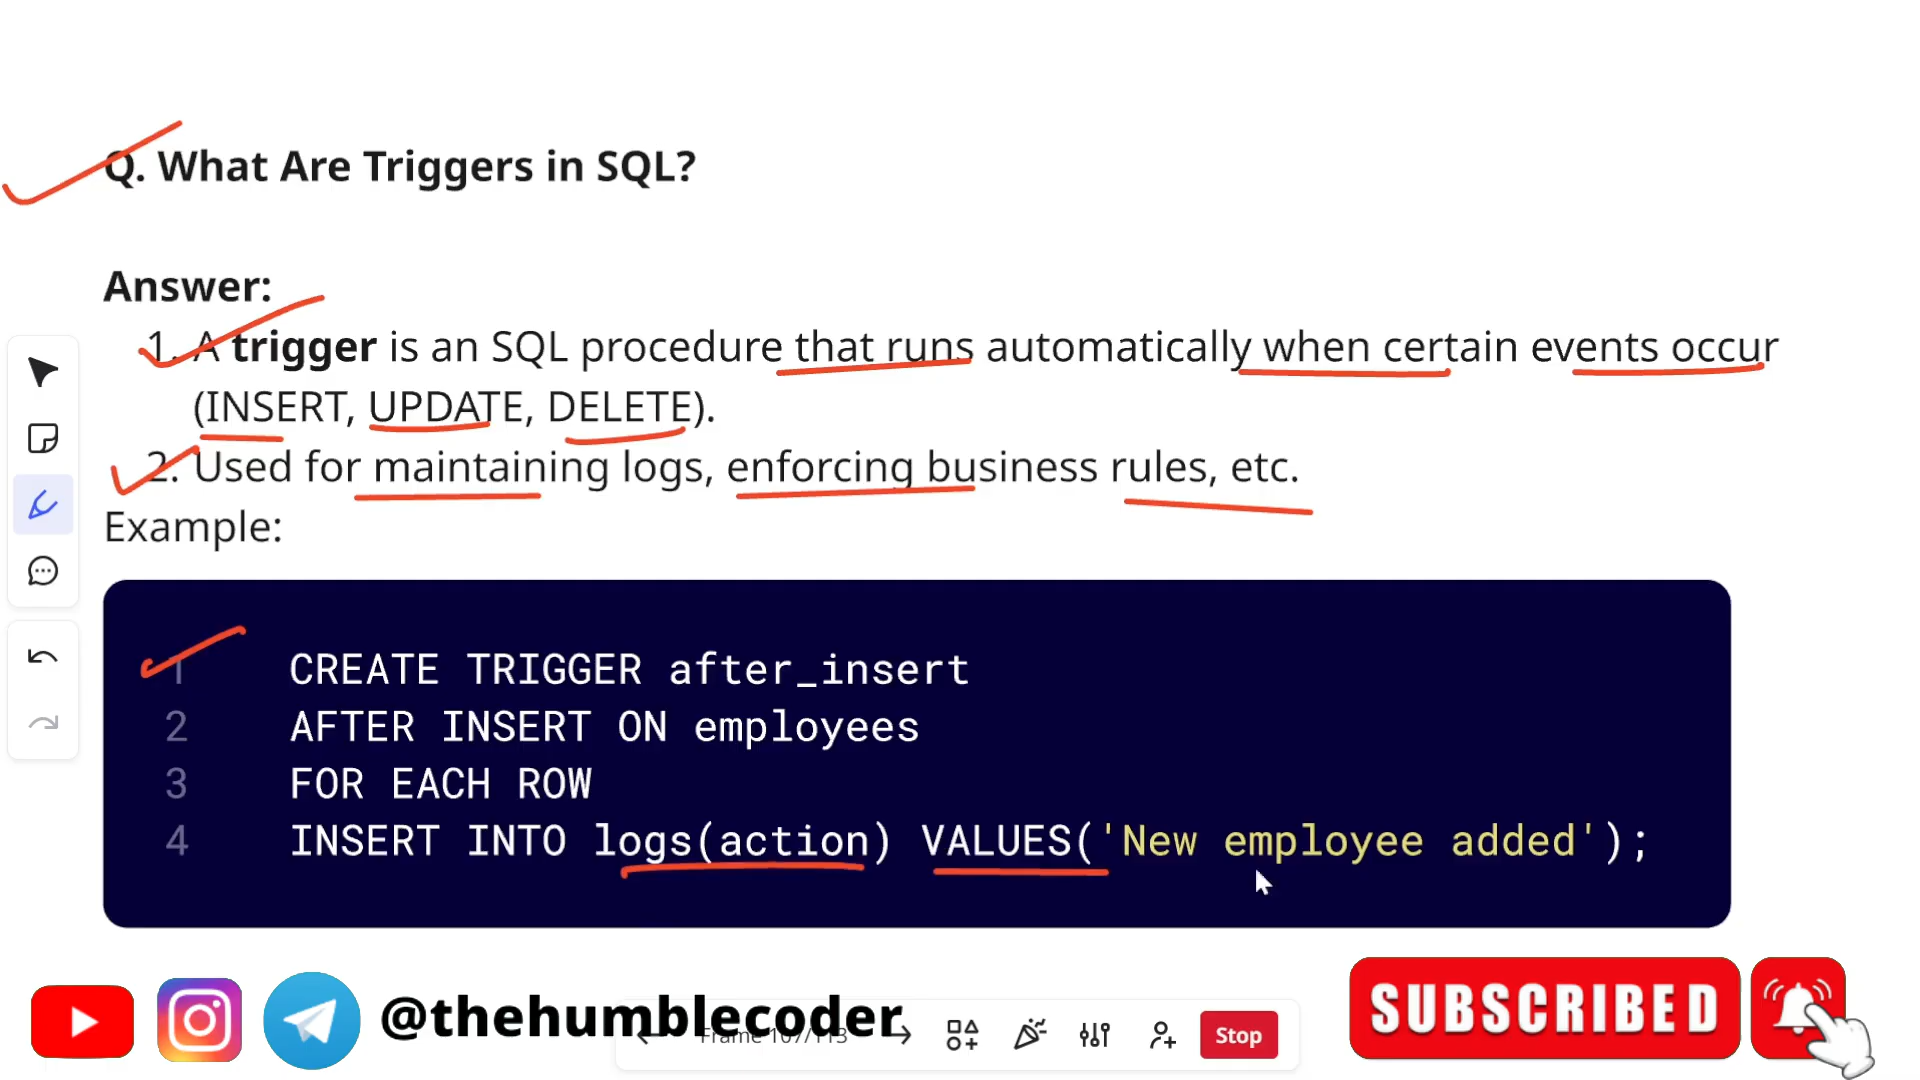 Q. What Are Triggers in SQL?
Answer:
1. A trigger is an SQL procedure that runs automatically when certain events occur
(INSERT, UPDATE, DELETE).
2. Used for maintaining logs, enforcing business rules, etc.
Example:
1 CREATE TRIGGER after_insert
2 AFTER INSERT ON employees
3 FOR EACH ROW
4 INSERT INTO logs(action) VALUES('New employee added');
@thehumblecoder
Frame 107/113
Stop
SUBSCRIBED